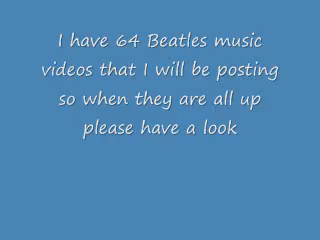 I have 64 Beatles music
videos that I will be posting
so when they are all up
please have a look